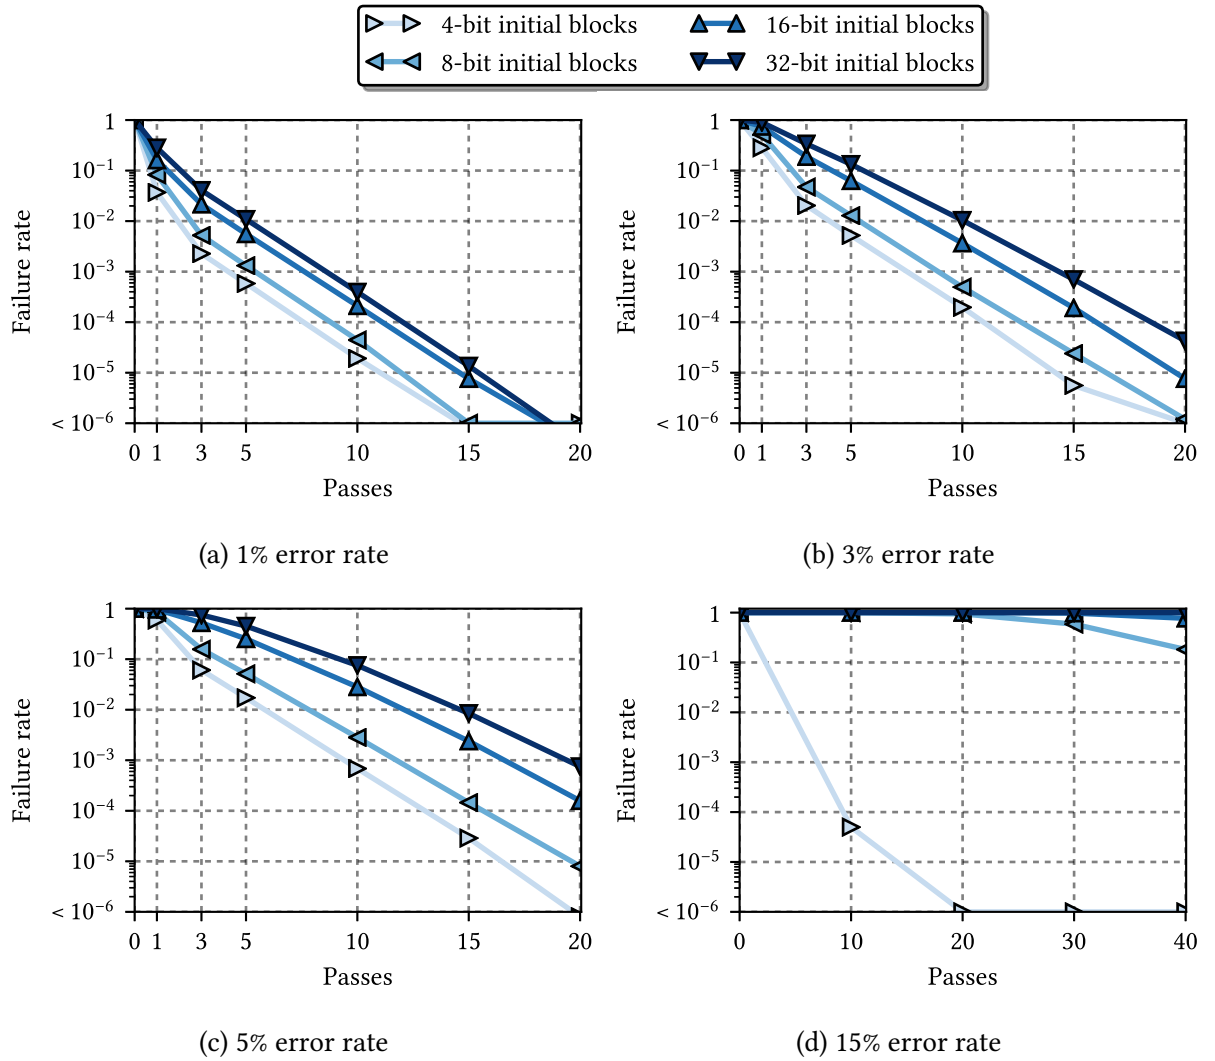 4-bit initial blocks 16-bit initial blocks
8-bit initial blocks 32-bit initial blocks
Failure rate
1
10⁻¹
10⁻²
10⁻³
10⁻⁴
10⁻⁵
< 10⁻⁶
0 1 3 5 10 15 20
Passes
(a) 1% error rate
Failure rate
1
10⁻¹
10⁻²
10⁻³
10⁻⁴
10⁻⁵
< 10⁻⁶
0 1 3 5 10 15 20
Passes
(b) 3% error rate
Failure rate
1
10⁻¹
10⁻²
10⁻³
10⁻⁴
10⁻⁵
< 10⁻⁶
0 1 3 5 10 15 20
Passes
(c) 5% error rate
Failure rate
1
10⁻¹
10⁻²
10⁻³
10⁻⁴
10⁻⁵
< 10⁻⁶
0 10 20 30 40
Passes
(d) 15% error rate